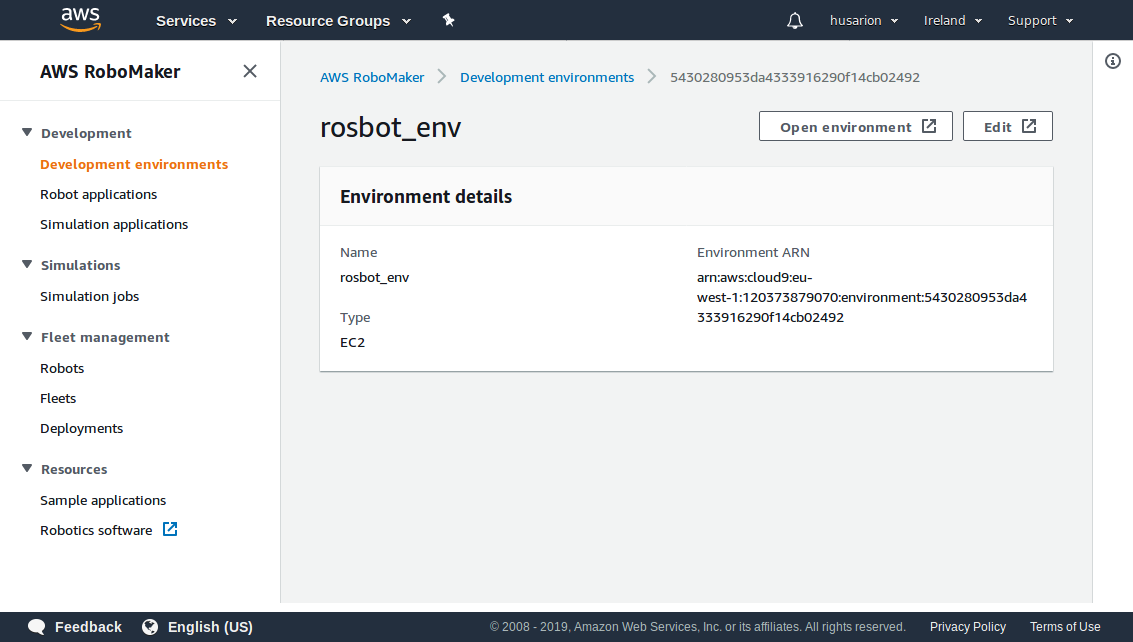 aws
Services
Resource Groups
husarion
Ireland
Support
AWS RoboMaker
Development
Development environments
Robot applications
Simulation applications
Simulations
Simulation jobs
Fleet management
Robots
Fleets
Deployments
Resources
Sample applications
Robotics software
AWS RoboMaker
Development environments
5430280953da4333916290f14cb02492
rosbot_env
Open environment
Edit
Environment details
Name
rosbot_env
Type
EC2
Environment ARN
arn:aws:cloud9:eu-
west-1:120373879070:environment:5430280953da4
333916290f14cb02492
Feedback
English (US)
© 2008 - 2019, Amazon Web Services, Inc. or its affiliates. All rights reserved.
Privacy Policy
Terms of Use